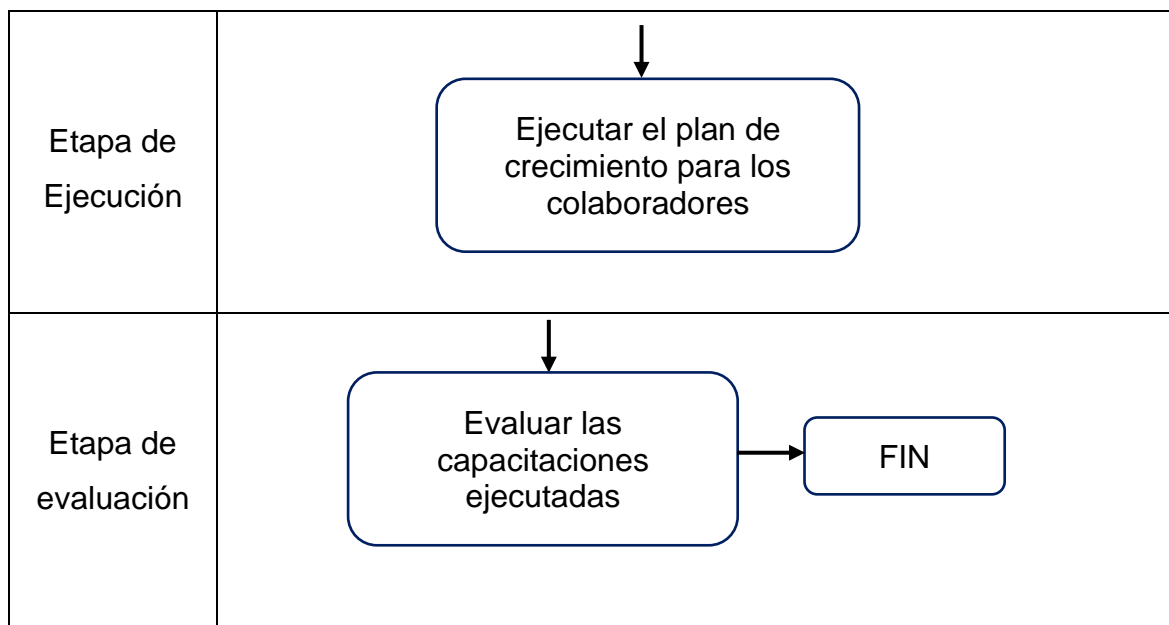 Etapa de
Ejecución
Ejecutar el plan de
crecimiento para los
colaboradores
Etapa de
evaluación
Evaluar las
capacitaciones
ejecutadas
FIN